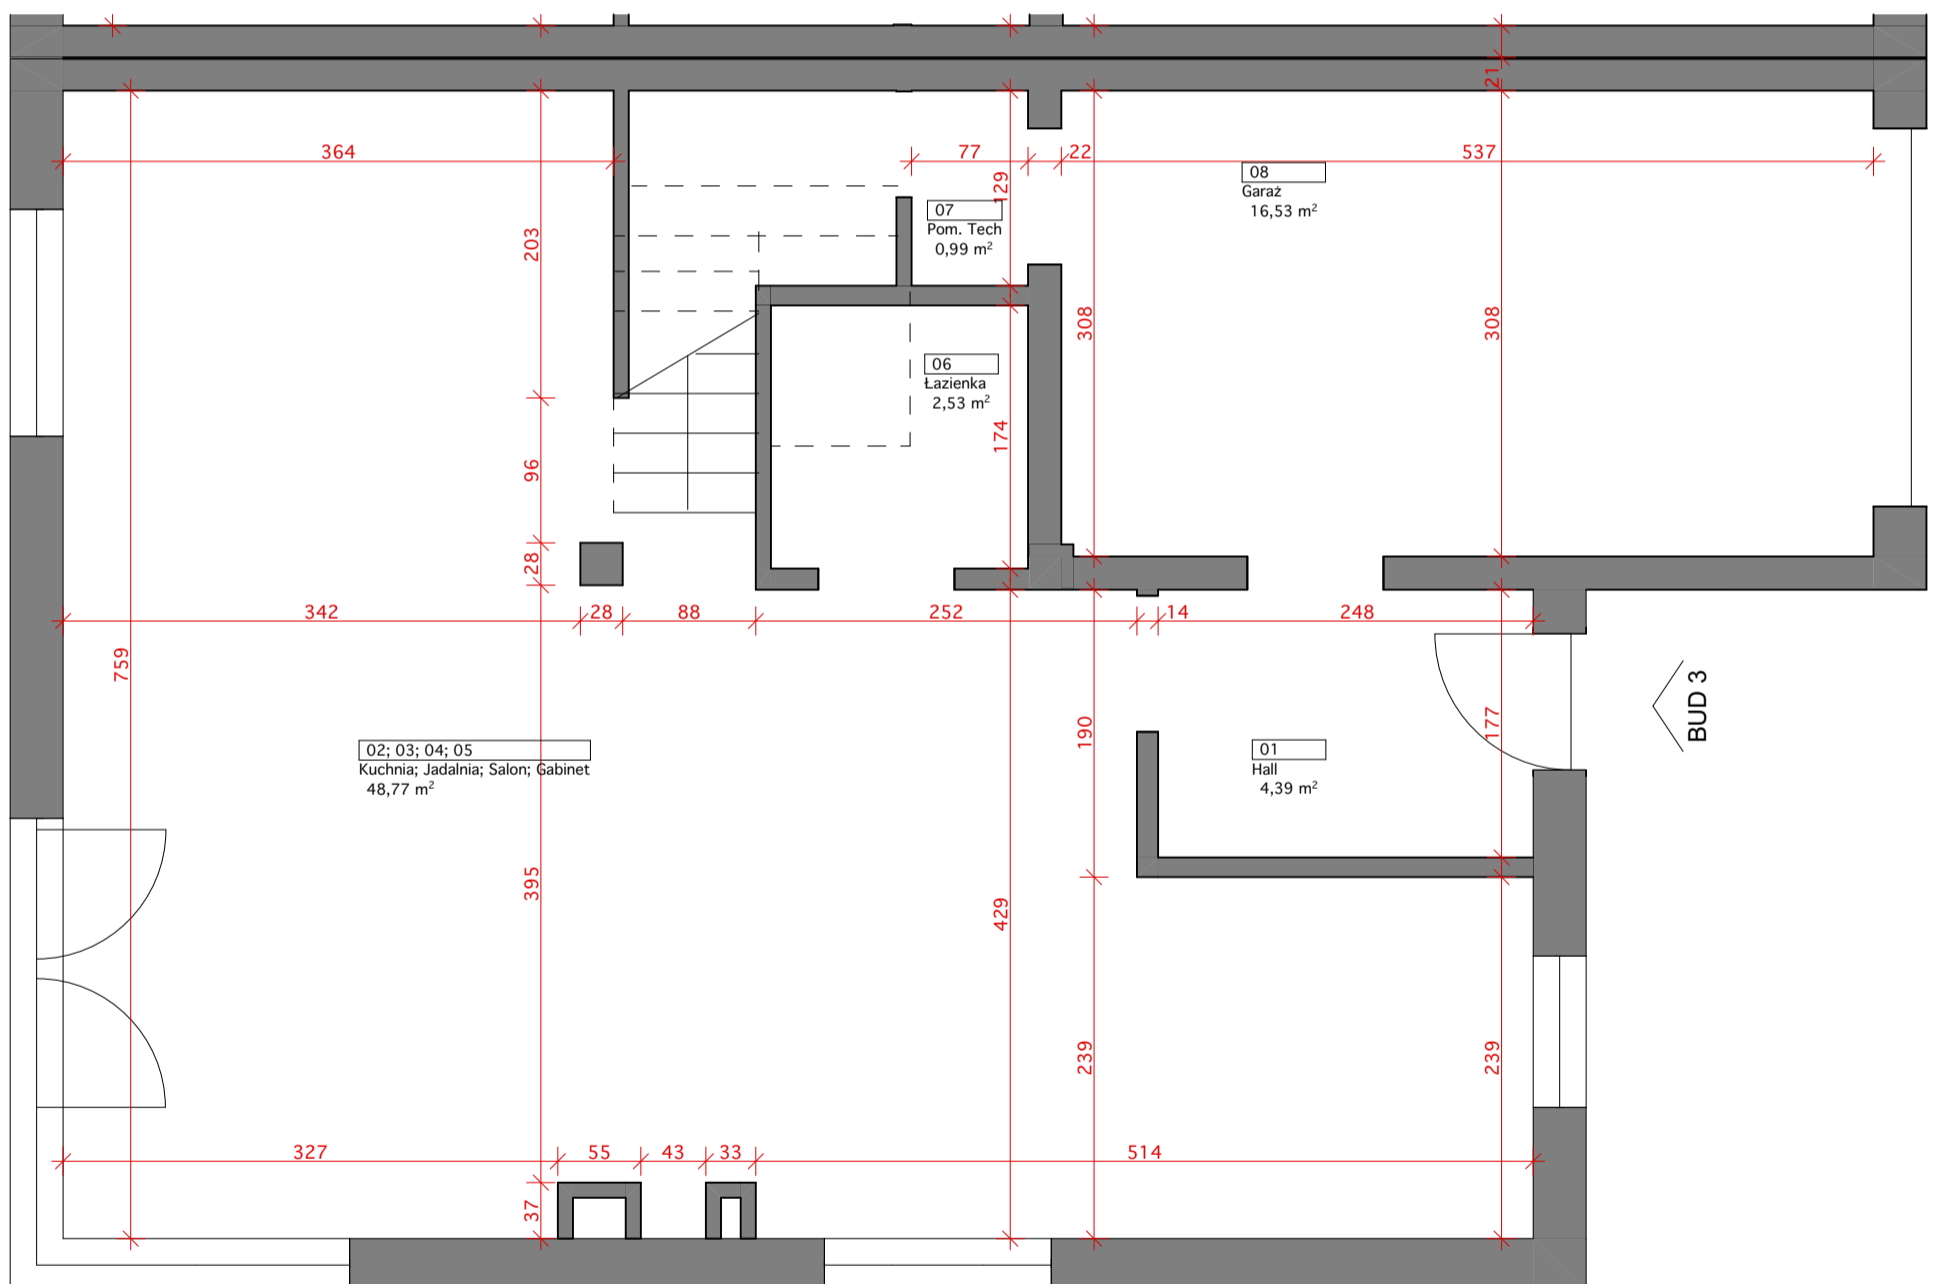 21
364
77
22
537
129
08
Garaż
16,53 m²
07
Pom. Tech
0,99 m²
203
308
308
06
Łazienka
2,53 m²
174
96
28
342
28
88
252
14
248
759
190
177
BUD 3
02; 03; 04; 05
Kuchnia; Jadalnia; Salon; Gabinet
48,77 m²
01
Hall
4,39 m²
395
429
239
239
327
55
43
33
514
37